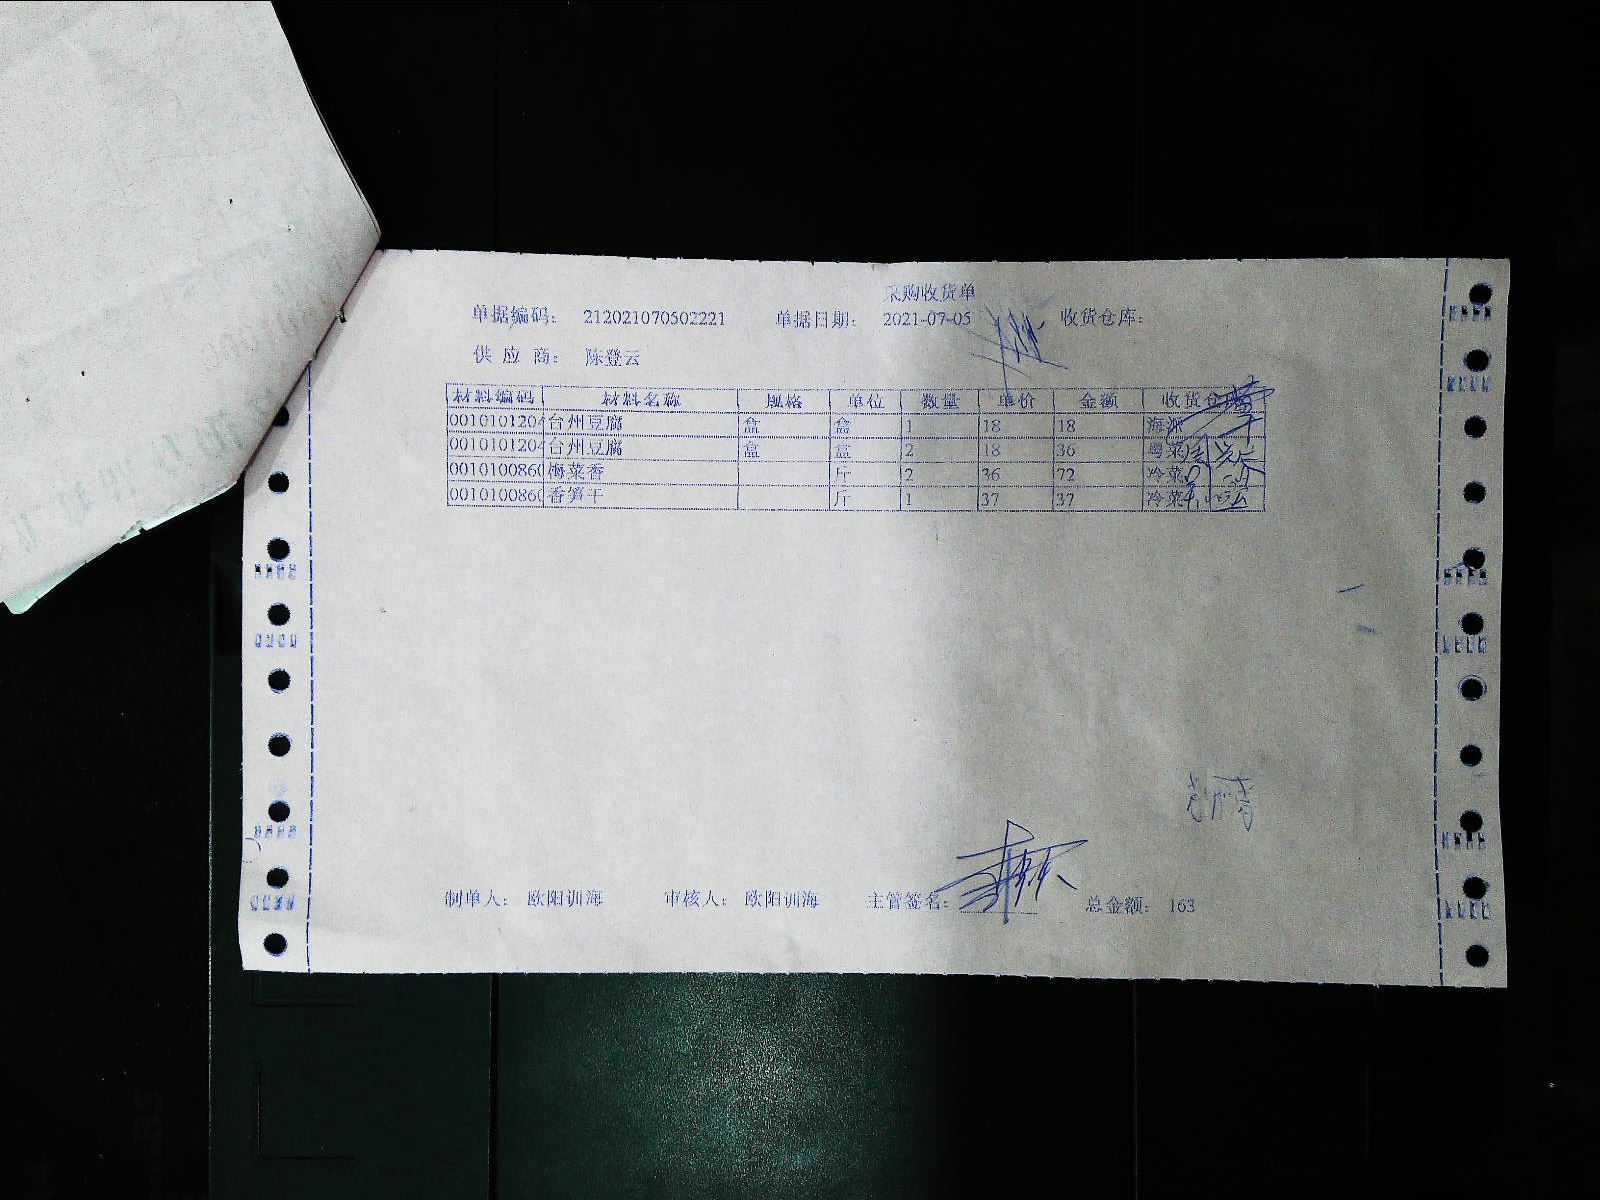 采购收货单
单据编码: 212021070502221 单据日期: 2021-07-05 收货仓库:
供 应 商: 陈登云
材料编码 材料名称 规格 单位 数量 单价 金额 收货仓
0010101204 台州豆腐 盒 盒 1 18 18 海派
0010101204 台州豆腐 盒 盒 2 18 36 粤菜
001010086 梅菜香 斤 2 36 72 冷菜
001010086 香笋干 斤 1 37 37 冷菜
制单人: 欧阳训海 审核人: 欧阳训海 主管签名: 总金额: 163